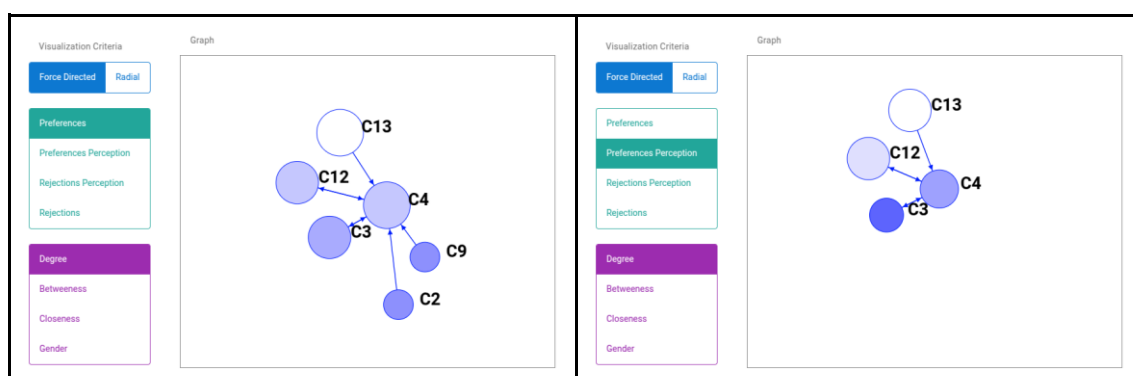 Visualization Criteria
Graph
Force Directed
Radial
Preferences
Preferences Perception
Rejections Perception
Rejections
Degree
Betweeness
Closeness
Gender
C13
C12
C4
C3
C9
C2
Visualization Criteria
Graph
Force Directed
Radial
Preferences
Preferences Perception
Rejections Perception
Rejections
Degree
Betweeness
Closeness
Gender
C13
C12
C4
C3